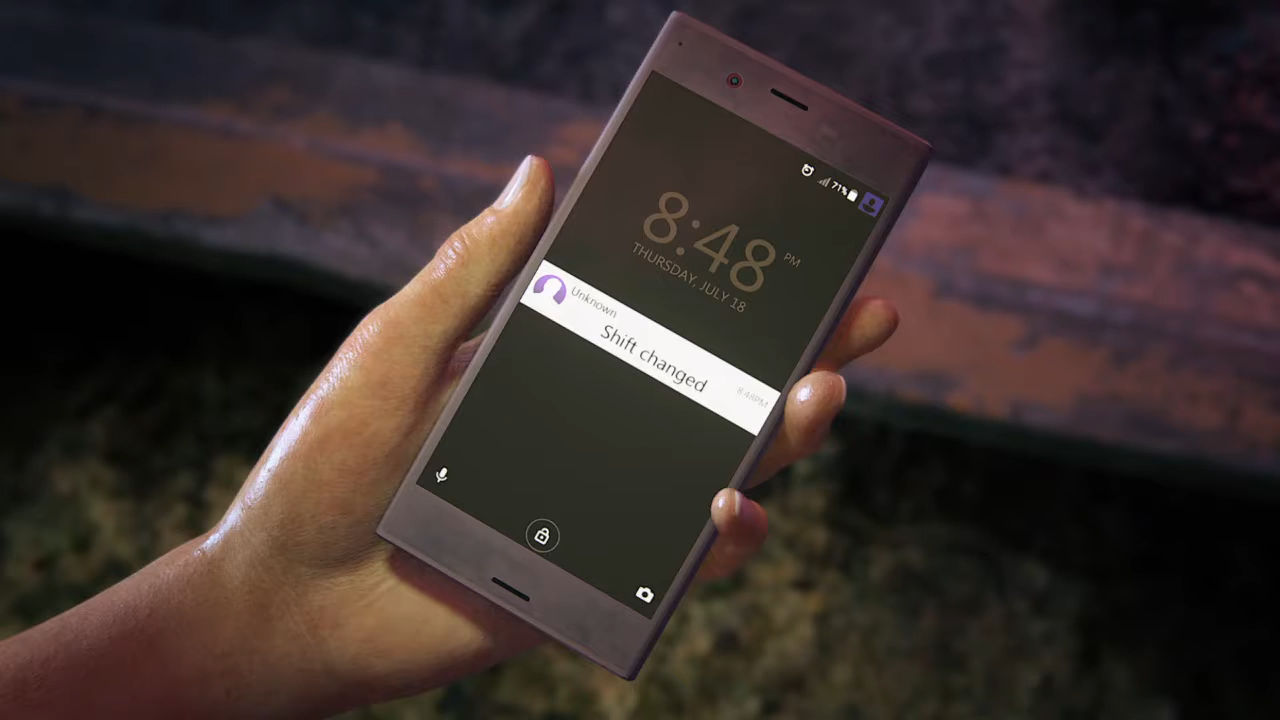 71%
8:48 PM
THURSDAY, JULY 18
Unknown
Shift changed
8:48PM